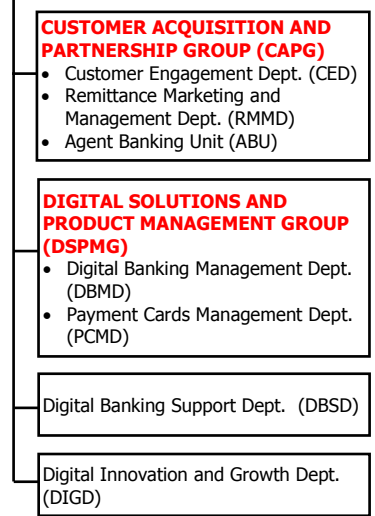 CUSTOMER ACQUISITION AND
PARTNERSHIP GROUP (CAPG)
• Customer Engagement Dept. (CED)
• Remittance Marketing and
Management Dept. (RMMD)
• Agent Banking Unit (ABU)
DIGITAL SOLUTIONS AND
PRODUCT MANAGEMENT GROUP
(DSPMG)
• Digital Banking Management Dept.
(DBMD)
• Payment Cards Management Dept.
(PCMD)
Digital Banking Support Dept. (DBSD)
Digital Innovation and Growth Dept.
(DIGD)